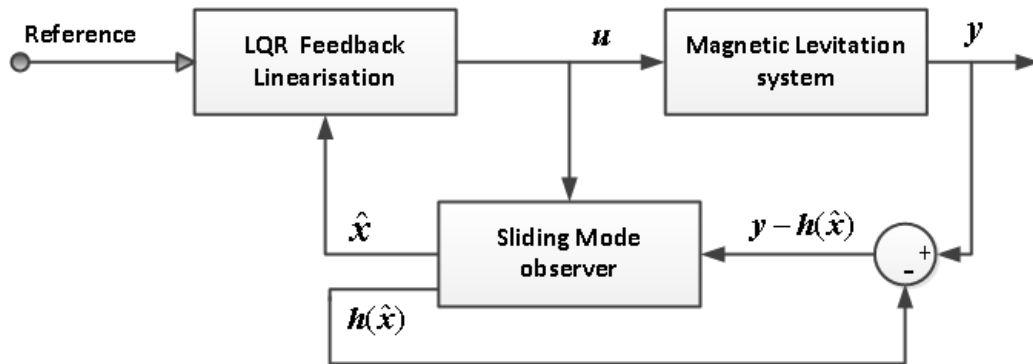 Reference
LQR Feedback
Linearisation
u
Magnetic Levitation
system
y
x̂
Sliding Mode
observer
y − h(x̂)
+
-
h(x̂)